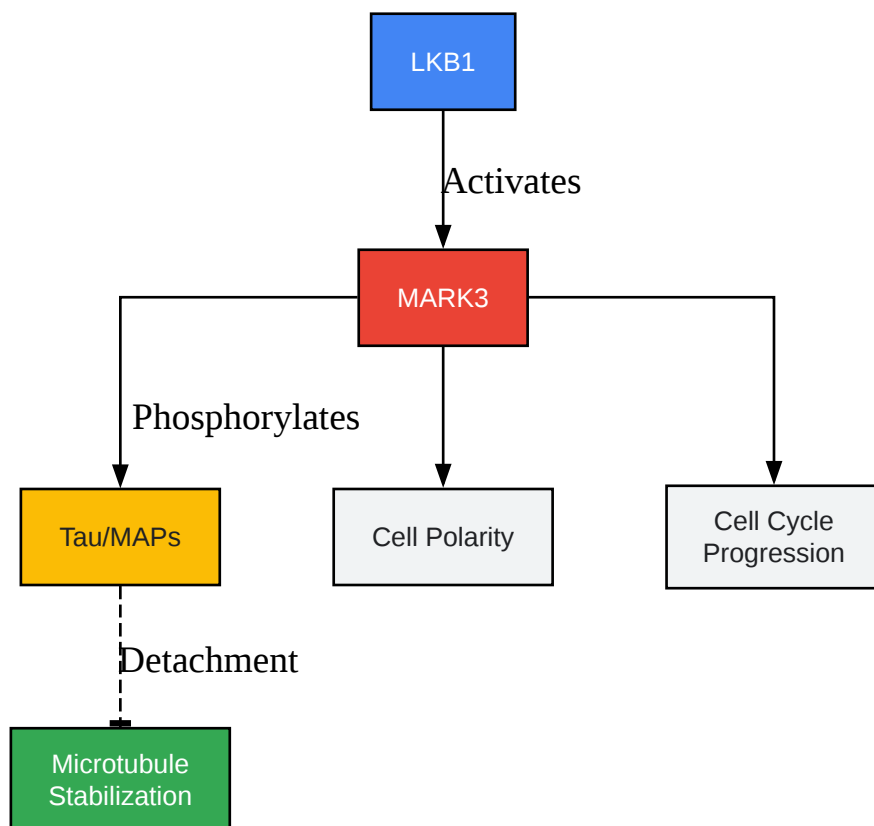 LKB1
Activates
MARK3
Phosphorylates
Tau/MAPs
Cell Polarity
Cell Cycle
Progression
Detachment
Microtubule
Stabilization